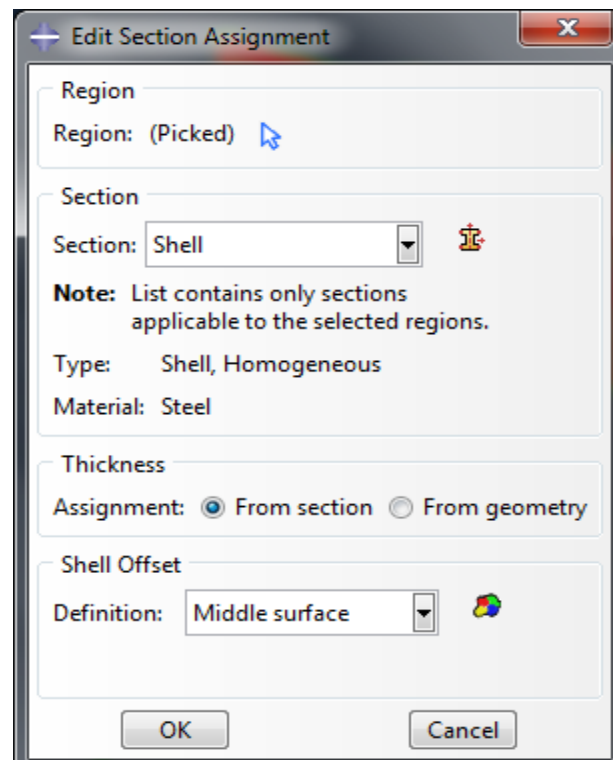 Edit Section Assignment
Region
Region: (Picked)
Section
Section: Shell
Note: List contains only sections
applicable to the selected regions.
Type: Shell, Homogeneous
Material: Steel
Thickness
Assignment: From section From geometry
Shell Offset
Definition: Middle surface
OK Cancel